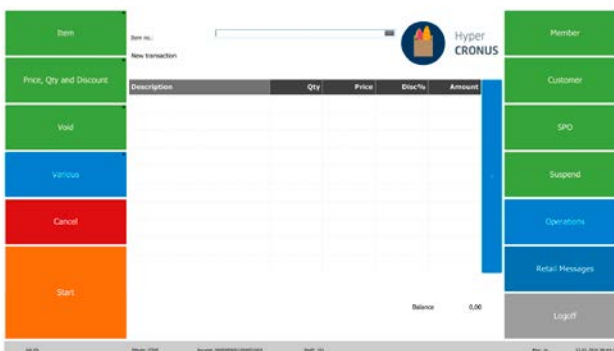 Item
Price, Qty and Discount
Void
Various
Cancel
Start
Item no.:
New transaction
Hyper
CRONUS
Description Qty Price Disc% Amount
Balance 0,00
Member
Customer
SPO
Suspend
Operations
Retail Messages
Logoff